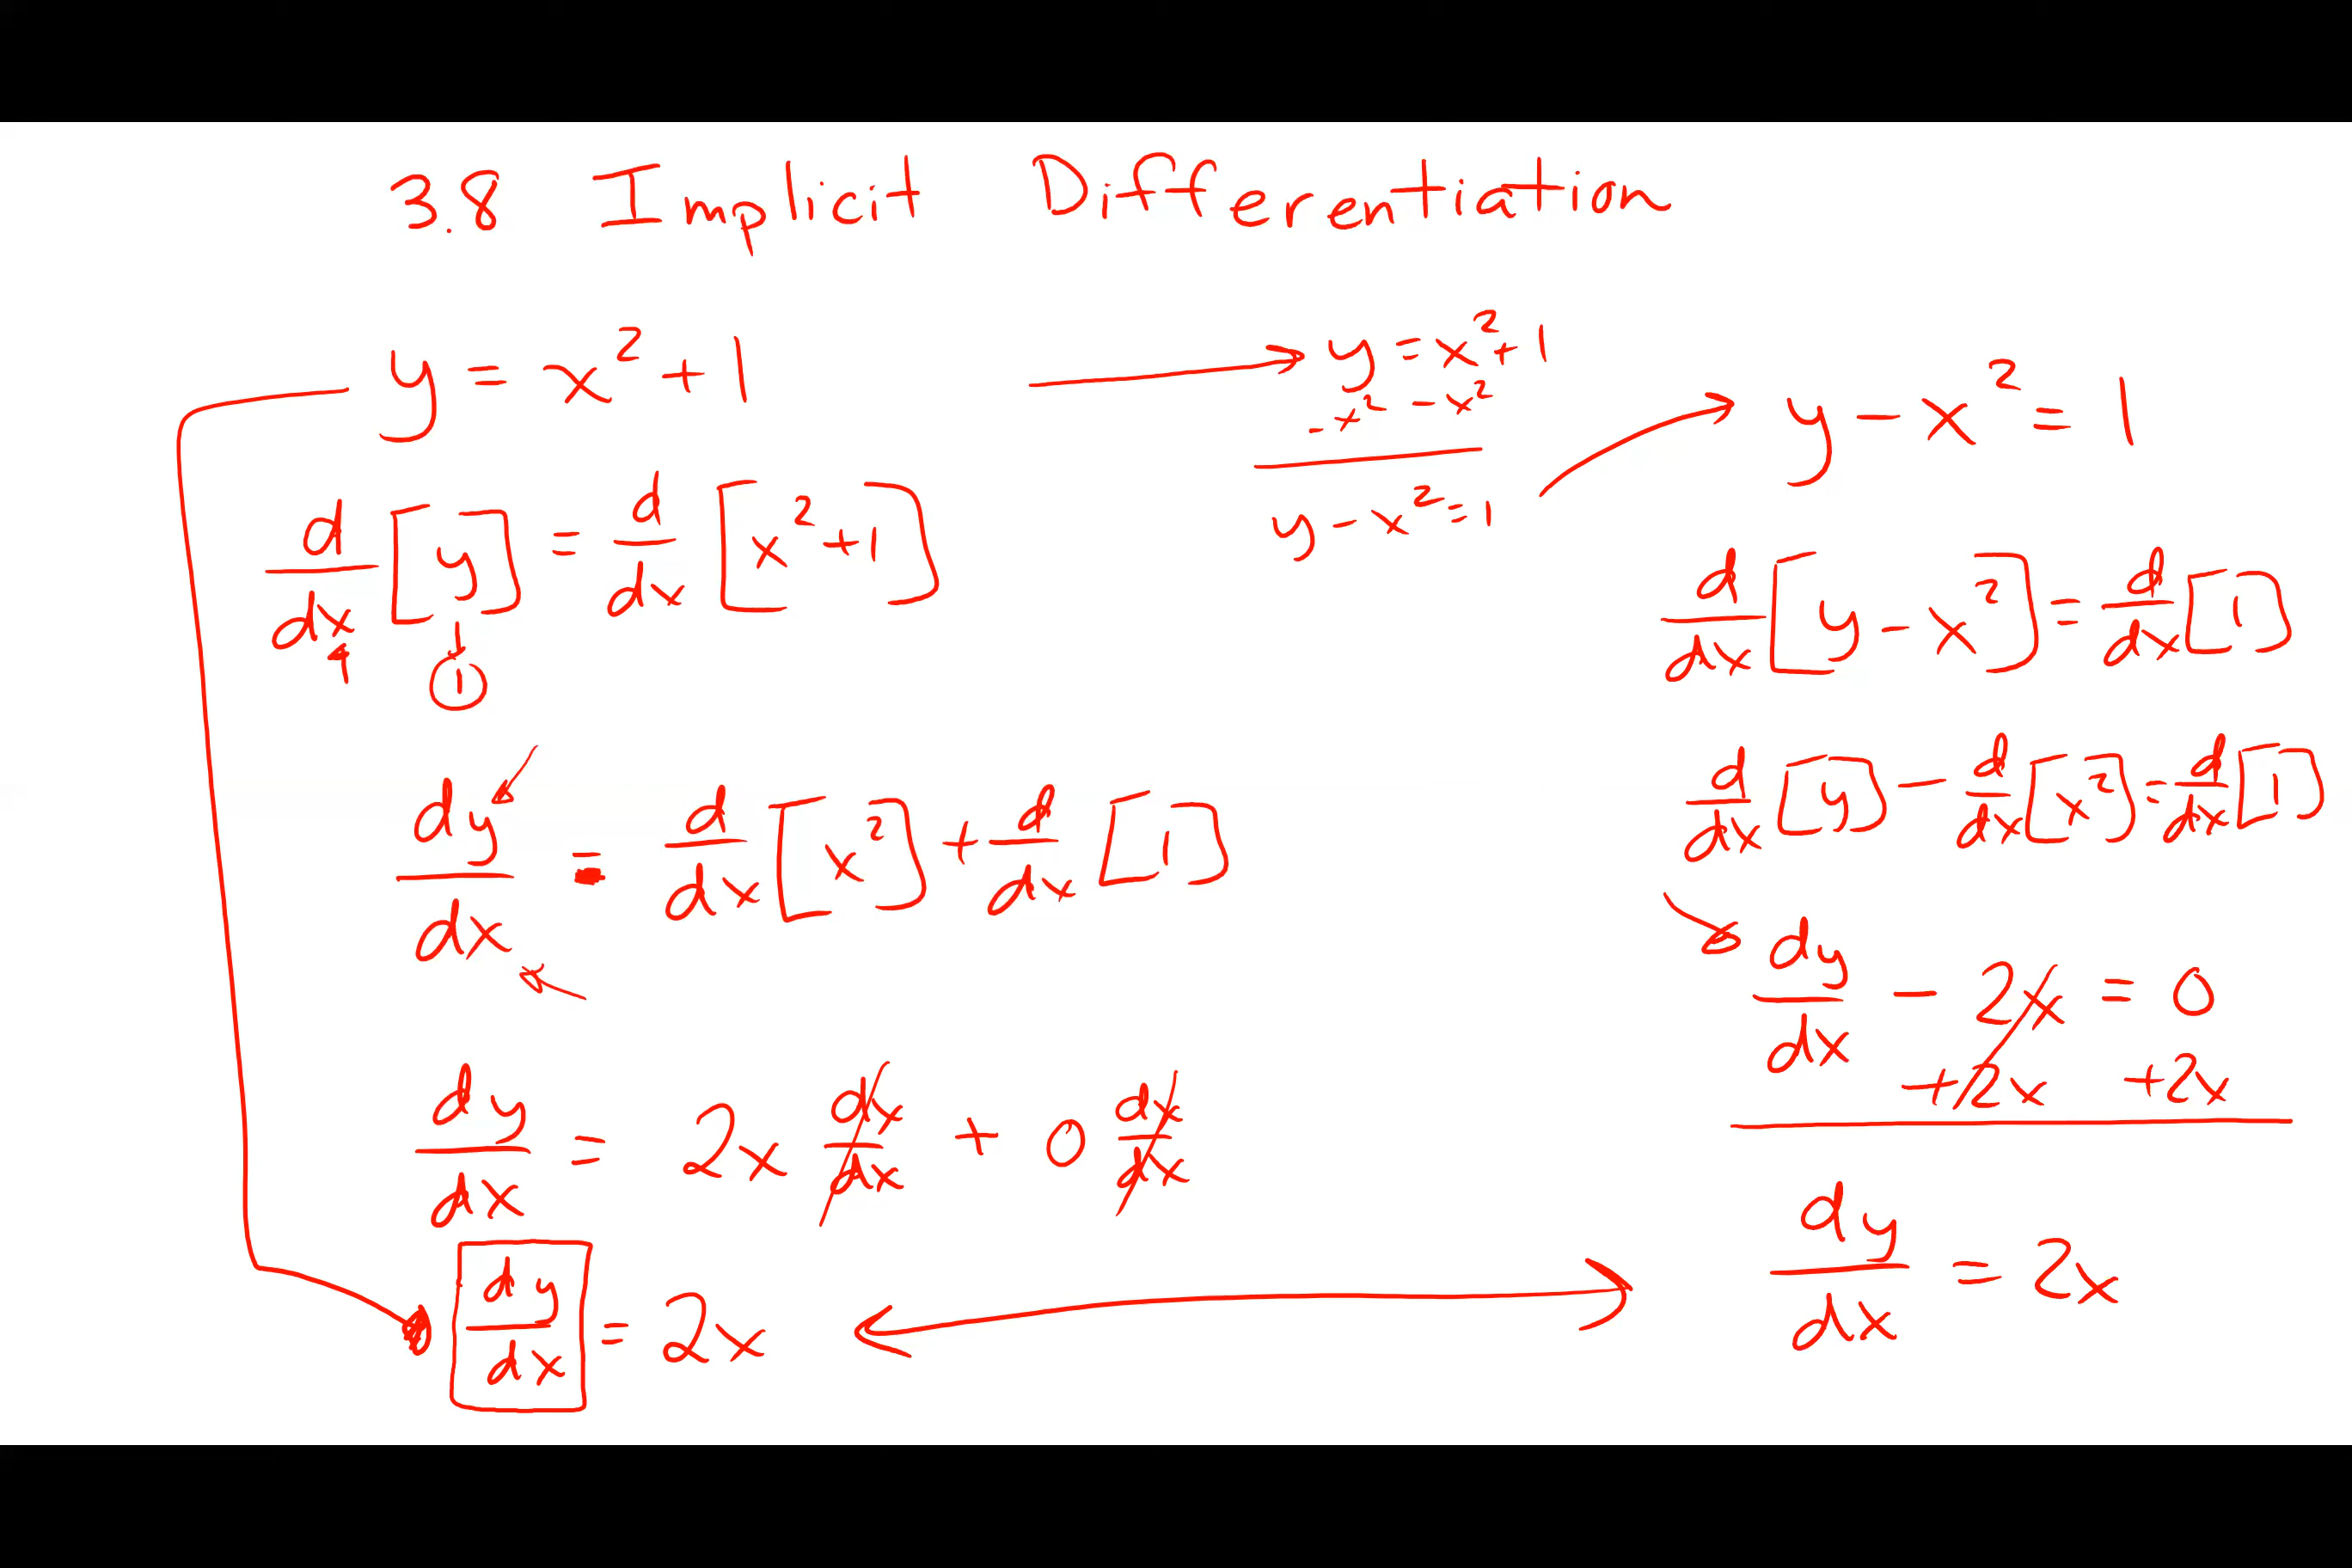 3.8 Implicit Differentiation
y = x² + 1
d/dx [y] = d/dx [x² + 1]
1
dy/dx = d/dx [x²] + d/dx [1]
dy/dx = 2x dx/dx + 0 dx/dx
dy/dx = 2x
y = x² + 1
-x² - x²
y - x² = 1
y - x² = 1
d/dx [y - x²] = d/dx [1]
d/dx [y] - d/dx [x²] = d/dx [1]
dy/dx - 2x = 0
+2x +2x
dy/dx = 2x